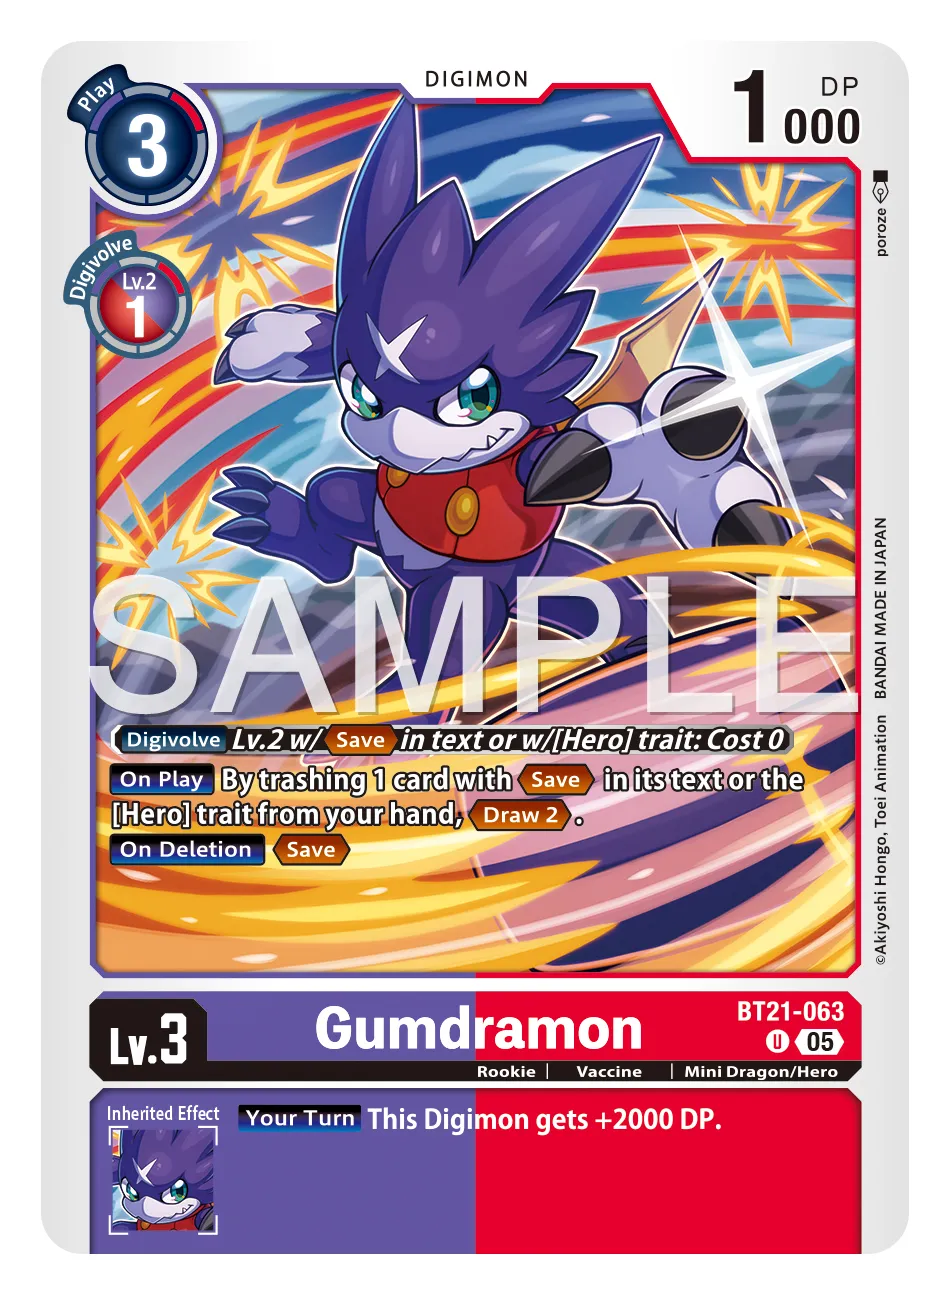 DIGIMON
Play
3
1000
DP
poroze
Digivolve
Lv.2
1
SAMPLE
Digivolve Lv.2 w/ Save in text or w/[Hero] trait: Cost 0
On Play By trashing 1 card with Save in its text or the
[Hero] trait from your hand, Draw 2.
On Deletion Save
©Akiyoshi Hongo, Toei Animation BANDAI MADE IN JAPAN
Lv.3
Gumdramon
BT21-063
U 05
Rookie | Vaccine | Mini Dragon/Hero
Inherited Effect
Your Turn This Digimon gets +2000 DP.